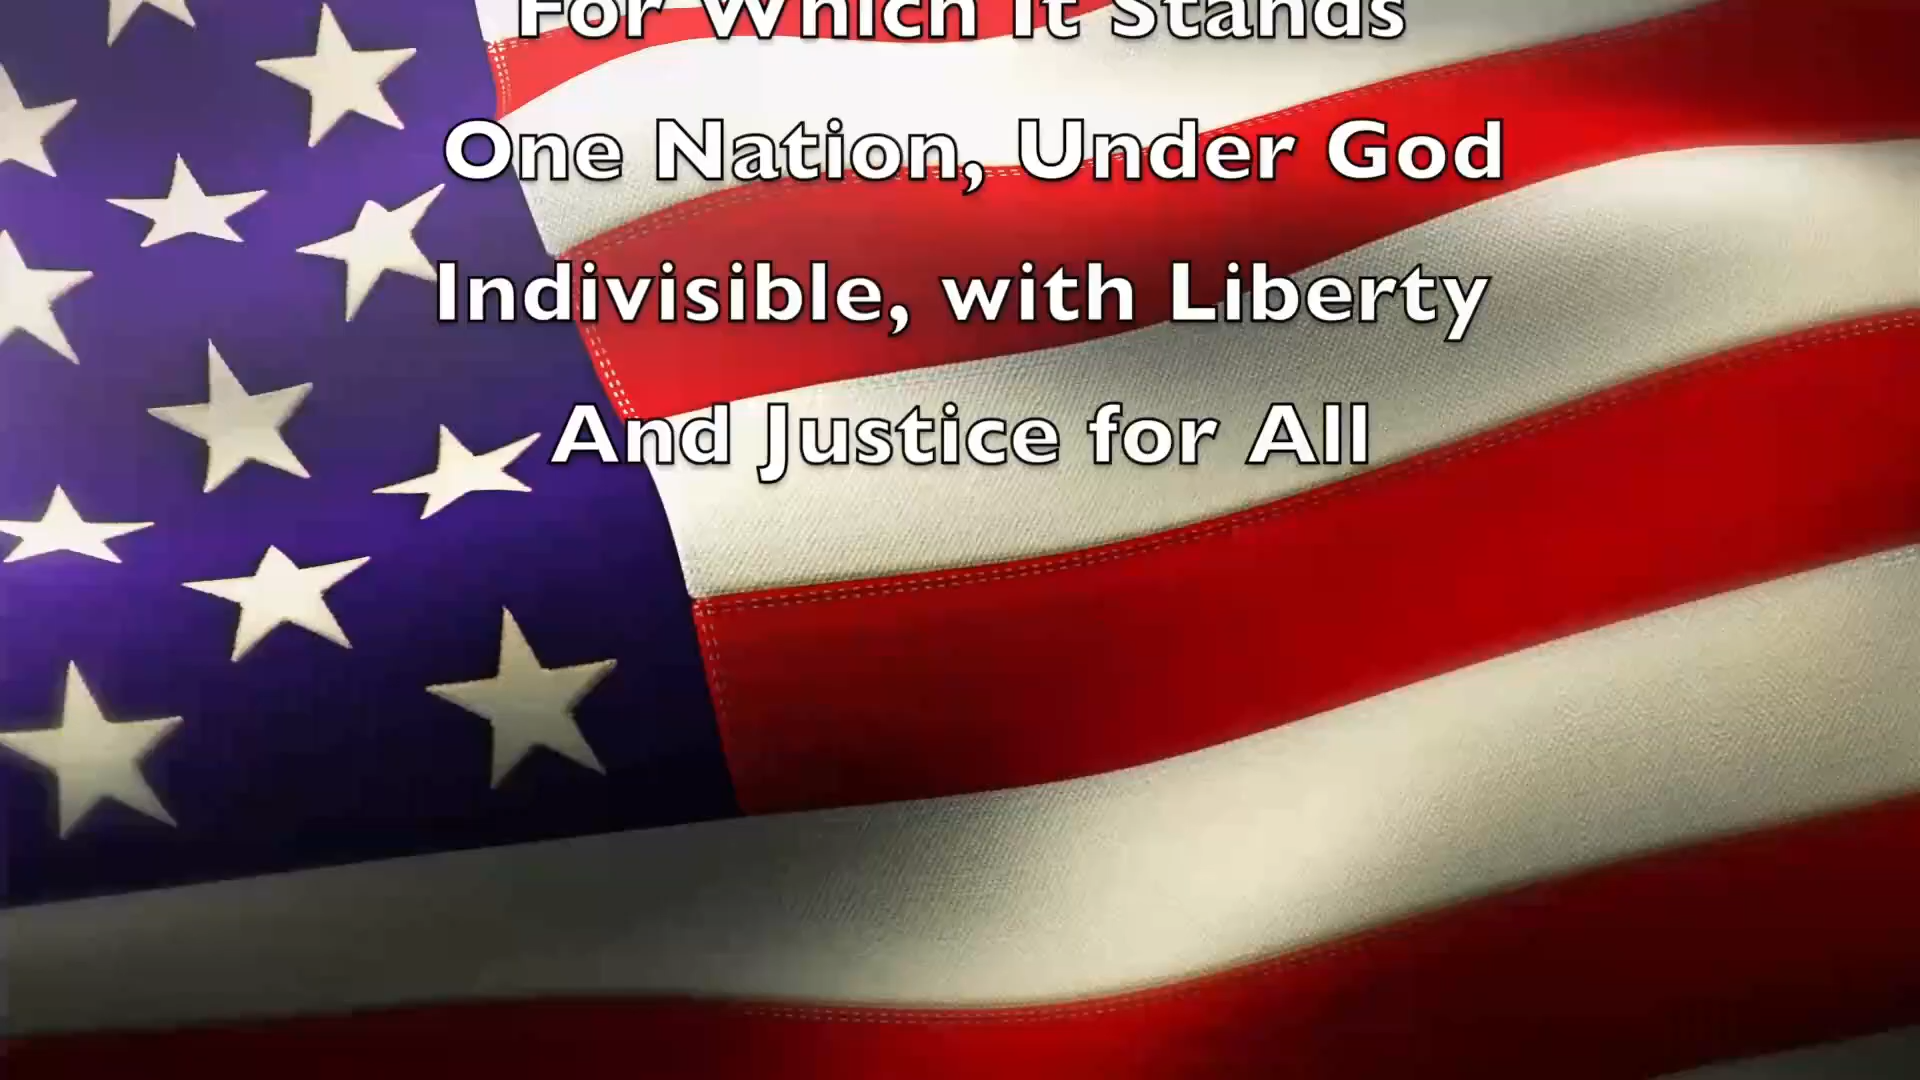 For Which It Stands
One Nation, Under God
Indivisible, with Liberty
And Justice for All